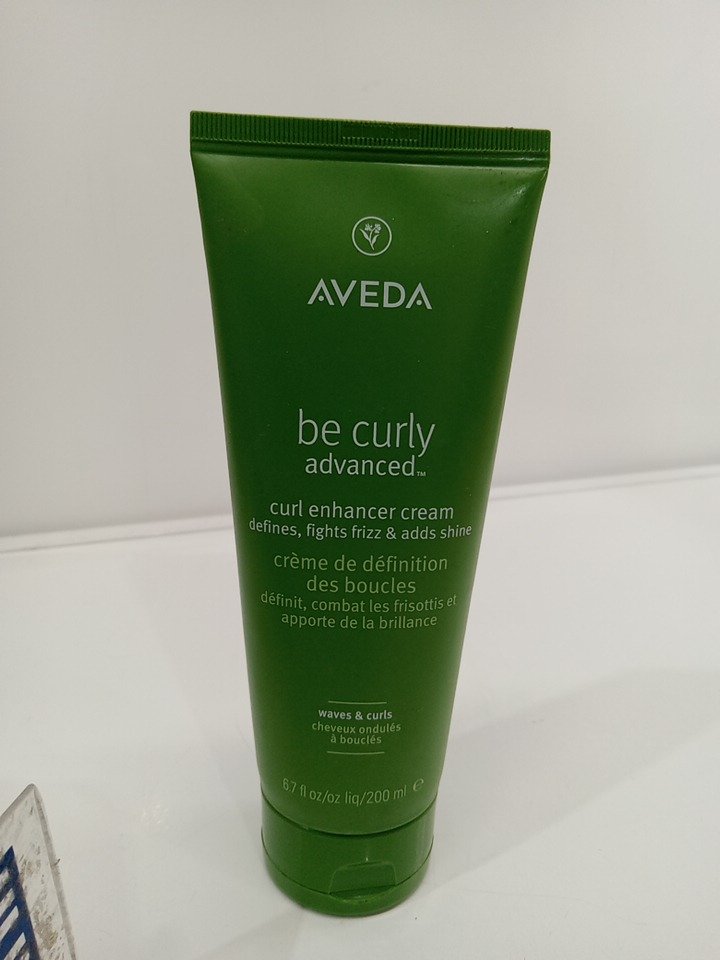 AVEDA
be curly
advanced™
curl enhancer cream
defines, fights frizz & adds shine
crème de définition
des boucles
définit, combat les frisottis et
apporte de la brillance
waves & curls
cheveux ondulés
à bouclés
6.7 fl oz/oz liq/200 ml ℮